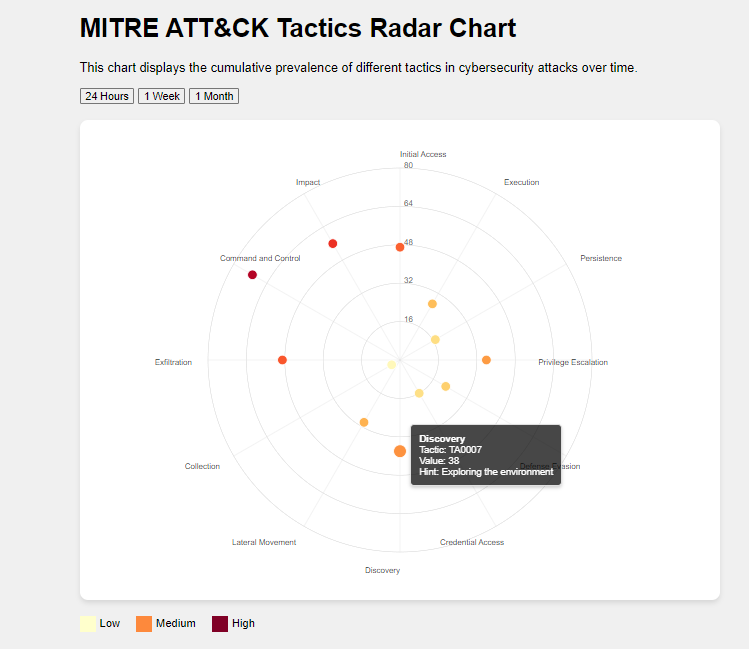 MITRE ATT&CK Tactics Radar Chart
This chart displays the cumulative prevalence of different tactics in cybersecurity attacks over time.
24 Hours 1 Week 1 Month
Initial Access
80
Impact
Execution
64
48
Command and Control
Persistence
32
16
Exfiltration
Privilege Escalation
Discovery
Tactic: TA0007
Value: 38
Hint: Exploring the environment
Collection
Defense Evasion
Lateral Movement
Credential Access
Discovery
Low Medium High